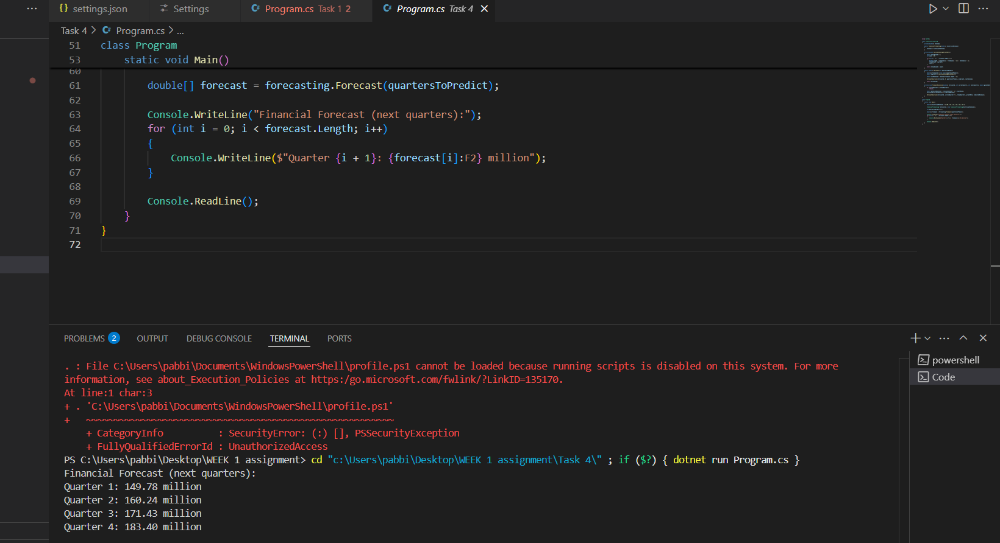 settings.json
Settings
Program.cs Task 1 2
Program.cs Task 4
Task 4 > Program.cs > ...
51 class Program
53 static void Main()
60
61 double[] forecast = forecasting.Forecast(quartersToPredict);
62
63 Console.WriteLine("Financial Forecast (next quarters):");
64 for (int i = 0; i < forecast.Length; i++)
65 {
66 Console.WriteLine($"Quarter {i + 1}: {forecast[i]:F2} million");
67 }
68
69 Console.ReadLine();
70 }
71 }
72
PROBLEMS 2 OUTPUT DEBUG CONSOLE TERMINAL PORTS
. : File C:\Users\pabbi\Documents\WindowsPowerShell\profile.ps1 cannot be loaded because running scripts is disabled on this system. For more
information, see about_Execution_Policies at https:/go.microsoft.com/fwlink/?LinkID=135170.
At line:1 char:3
+ . 'C:\Users\pabbi\Documents\WindowsPowerShell\profile.ps1'
+ ~~~~~~~~~~~~~~~~~~~~~~~~~~~~~~~~~~~~~~~~~~~~~~~~~~~~~~~~
+ CategoryInfo : SecurityError: (:) [], PSSecurityException
+ FullyQualifiedErrorId : UnauthorizedAccess
PS C:\Users\pabbi\Desktop\WEEK 1 assignment> cd "c:\Users\pabbi\Desktop\WEEK 1 assignment\Task 4\" ; if ($?) { dotnet run Program.cs }
Financial Forecast (next quarters):
Quarter 1: 149.78 million
Quarter 2: 160.24 million
Quarter 3: 171.43 million
Quarter 4: 183.40 million
powershell
Code